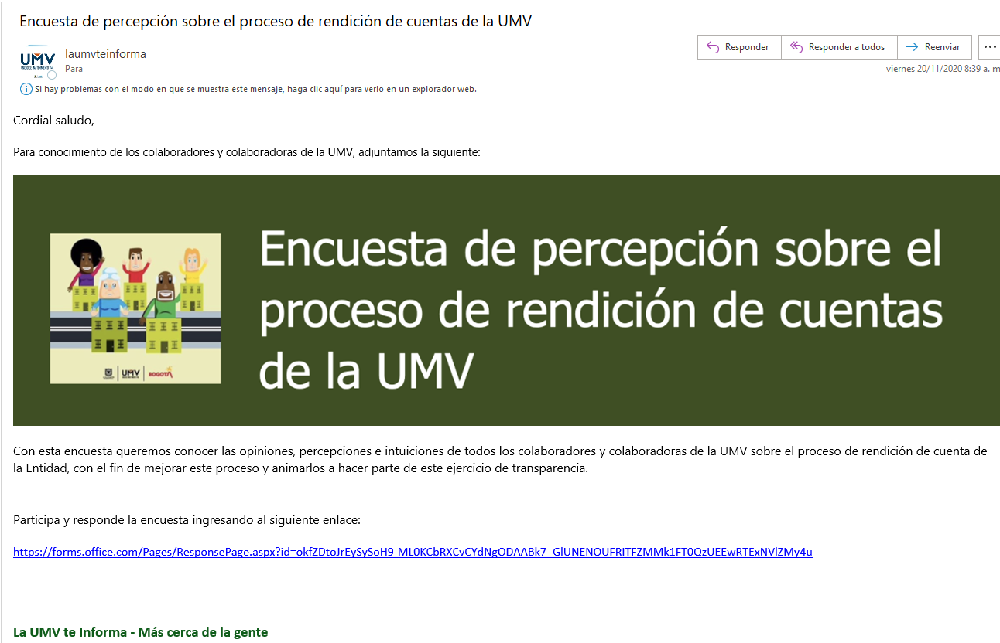 Encuesta de percepción sobre el proceso de rendición de cuentas de la UMV
UMV
laumvteinforma
Para
Responder
Responder a todos
Reenviar
viernes 20/11/2020 8:39 a. m
Si hay problemas con el modo en que se muestra este mensaje, haga clic aquí para verlo en un explorador web.
Cordial saludo,
Para conocimiento de los colaboradores y colaboradoras de la UMV, adjuntamos la siguiente:
Encuesta de percepción sobre el
proceso de rendición de cuentas
de la UMV
UMV
BOGOTÁ
Con esta encuesta queremos conocer las opiniones, percepciones e intuiciones de todos los colaboradores y colaboradoras de la UMV sobre el proceso de rendición de cuenta de
la Entidad, con el fin de mejorar este proceso y animarlos a hacer parte de este ejercicio de transparencia.
Participa y responde la encuesta ingresando al siguiente enlace:
https://forms.office.com/Pages/ResponsePage.aspx?id=okfZDtoJrEySySoH9-ML0KCbRXCvCYdNgODAABk7_GlUNENOUFRITFZMMk1FT0QzUEEwRTExNVlZMy4u
La UMV te Informa - Más cerca de la gente